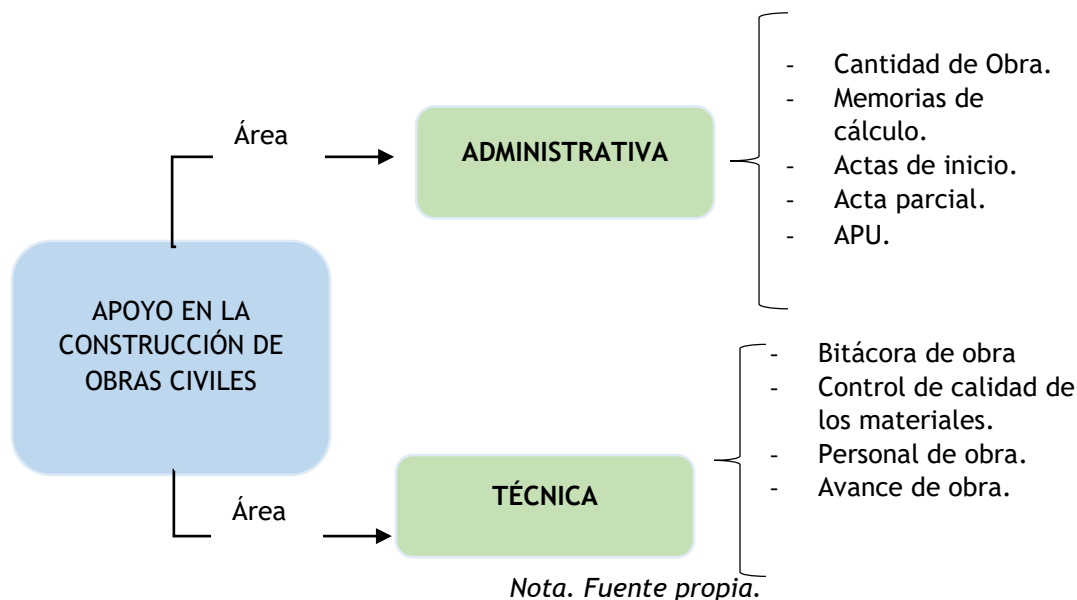 Área
ADMINISTRATIVA
- Cantidad de Obra.
- Memorias de
cálculo.
- Actas de inicio.
- Acta parcial.
- APU.
APOYO EN LA
CONSTRUCCIÓN DE
OBRAS CIVILES
Área
TÉCNICA
- Bitácora de obra
- Control de calidad de
los materiales.
- Personal de obra.
- Avance de obra.
Nota. Fuente propia.